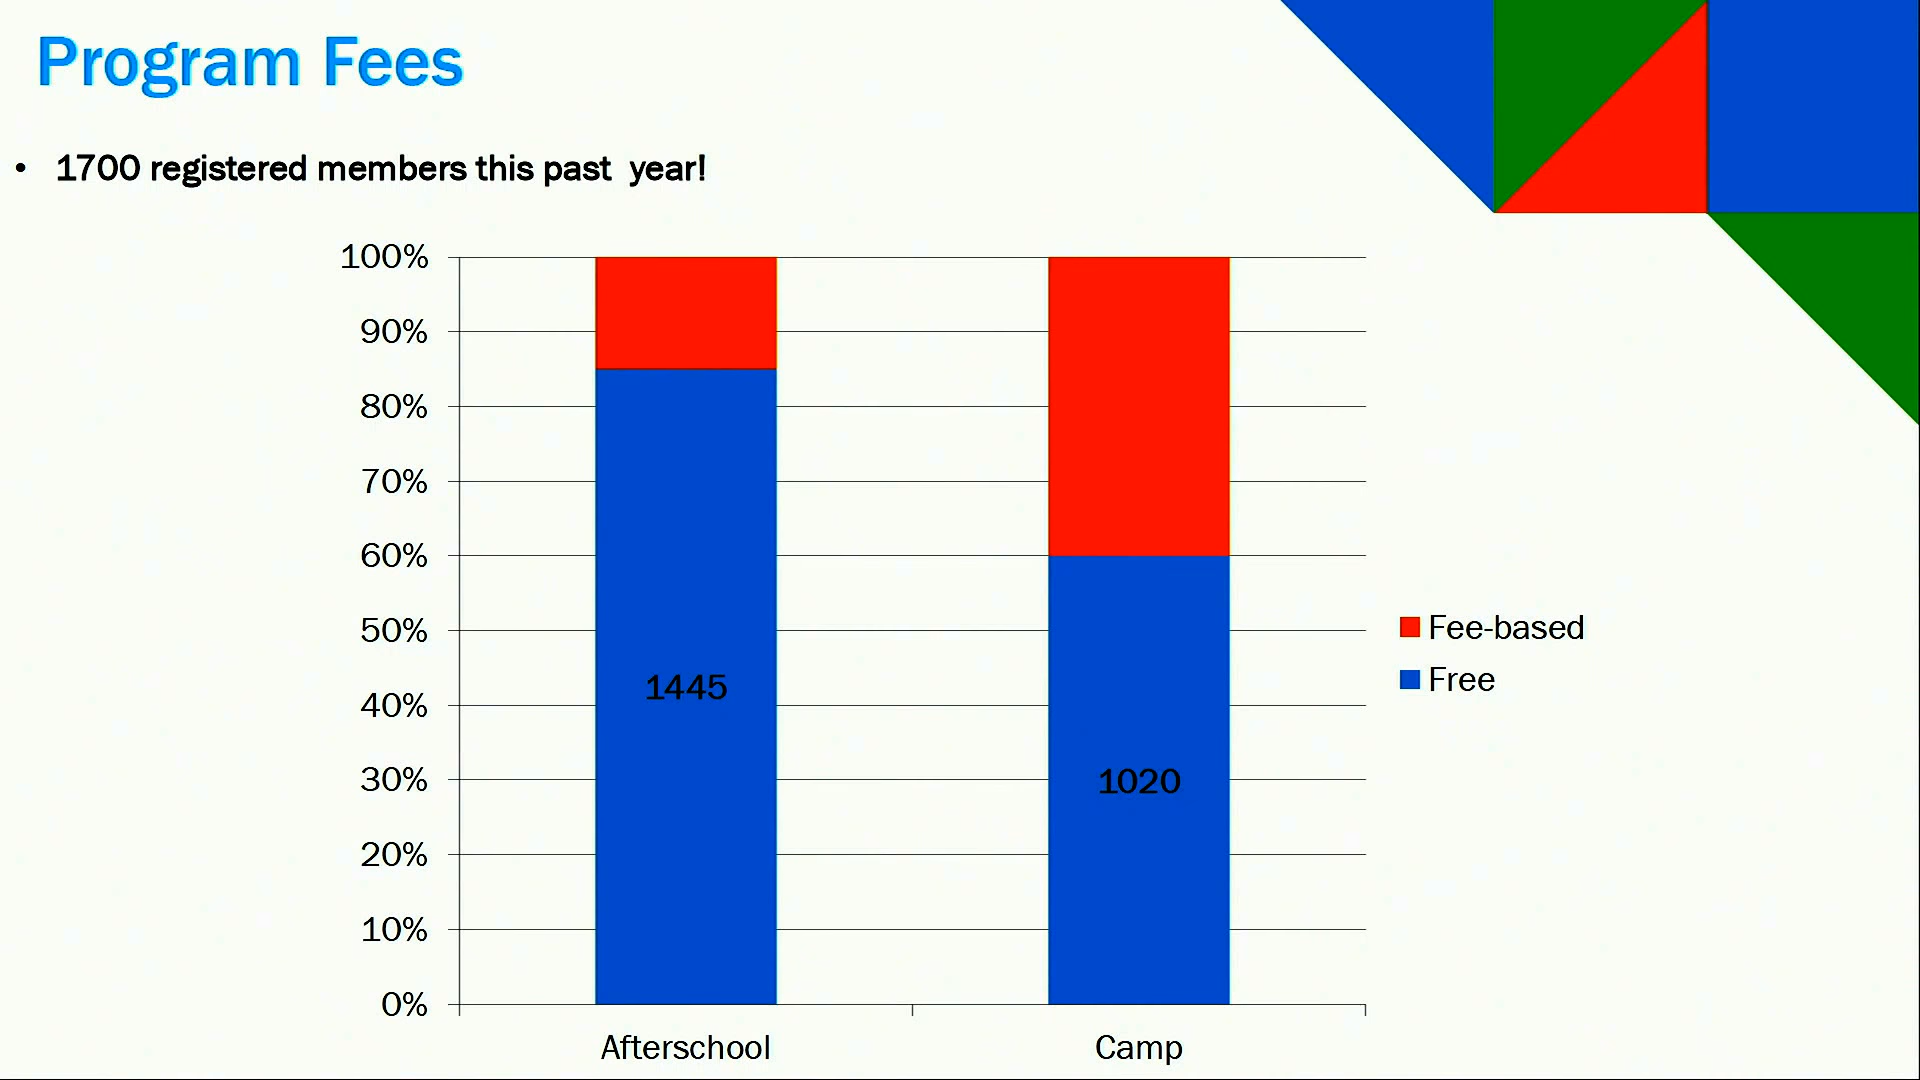 Program Fees
• 1700 registered members this past  year!
100%
90%
80%
70%
60%
50%
40%
30%
20%
10%
0%
1445
1020
Afterschool
Camp
Fee-based
Free